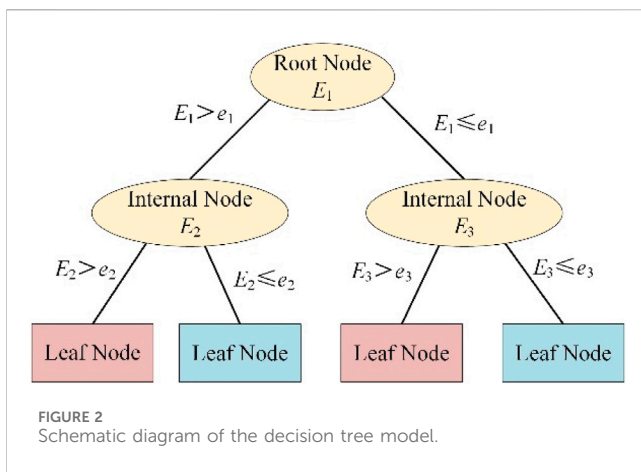 Root Node
E₁
E₁>e₁
E₁≤e₁
Internal Node
E₂
Internal Node
E₃
E₂>e₂
E₂≤e₂
E₃>e₃
E₃≤e₃
Leaf Node
Leaf Node
Leaf Node
Leaf Node
FIGURE 2
Schematic diagram of the decision tree model.